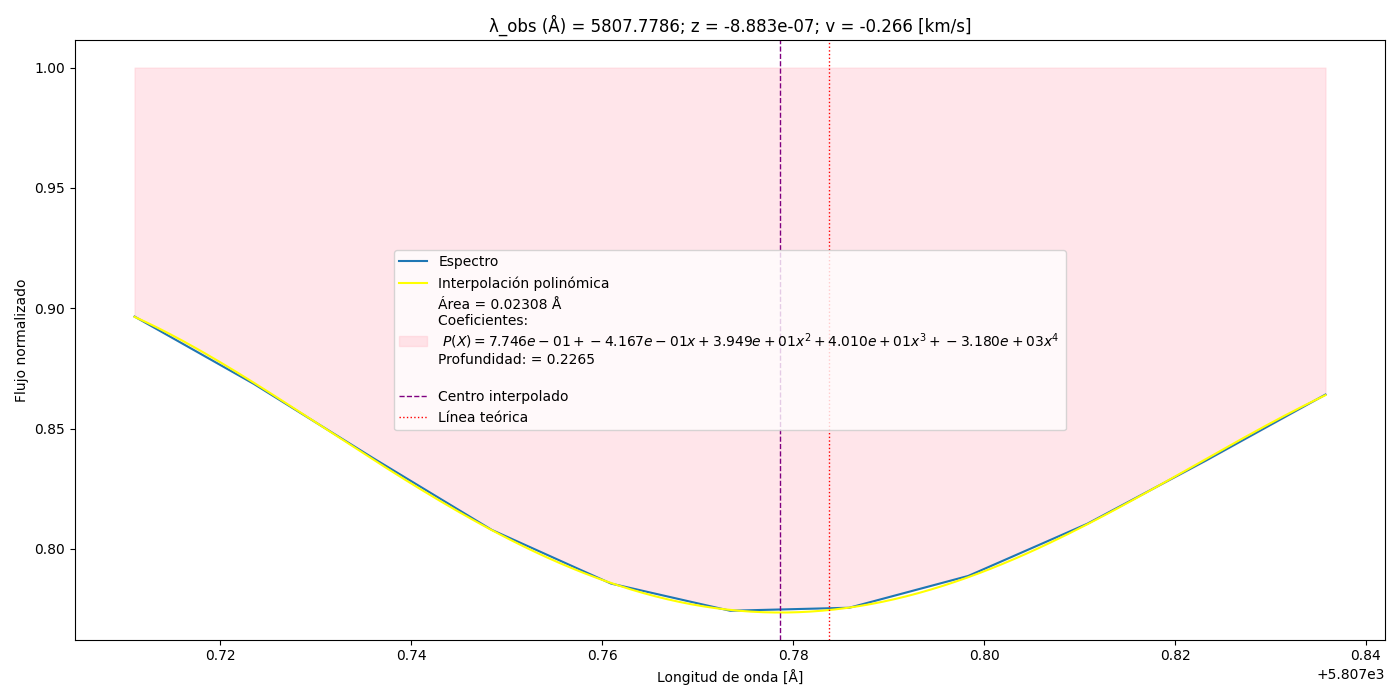 λ_obs (Å) = 5807.7786; z = -8.883e-07; v = -0.266 [km/s]
1.00
0.95
0.90
0.85
0.80
Flujo normalizado
Espectro
Interpolación polinómica
Área = 0.02308 Å
Coeficientes:
P(X) = 7.746e − 01 + − 4.167e − 01x + 3.949e + 01x² + 4.010e + 01x³ + − 3.180e + 03x⁴
Profundidad: = 0.2265
Centro interpolado
Línea teórica
0.72 0.74 0.76 0.78 0.80 0.82 0.84
+5.807e3
Longitud de onda [Å]